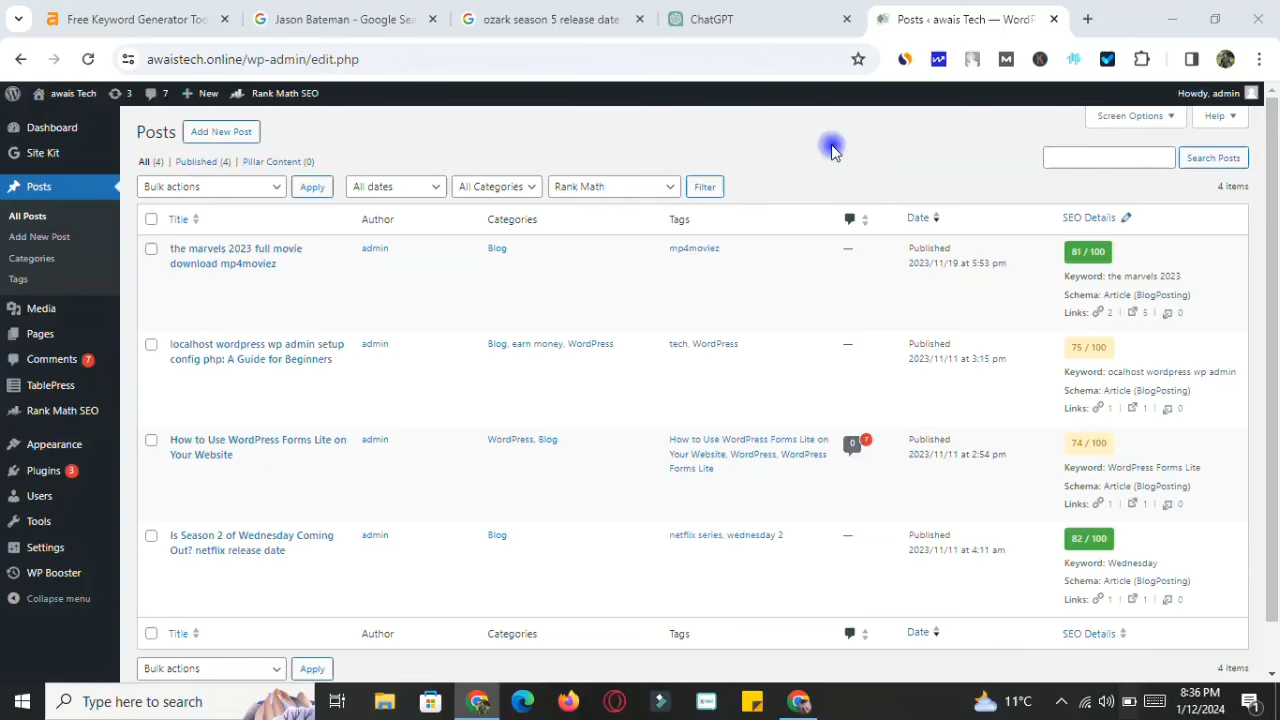 Free Keyword Generator Too
Jason Bateman - Google Sea
ozark season 5 release date
ChatGPT
Posts ‹ awais Tech — WordP
awaistech.online/wp-admin/edit.php
awais Tech
3
7
New
Rank Math SEO
Howdy, admin
Dashboard
Site Kit
Posts
All Posts
Add New Post
Categories
Tags
Media
Pages
Comments 7
TablePress
Rank Math SEO
Appearance
Plugins 3
Users
Tools
Settings
WP Booster
Collapse menu
Posts
Add New Post
Screen Options
Help
All (4) | Published (4) | Pillar Content (0)
Search Posts
Bulk actions
Apply
All dates
All Categories
Rank Math
Filter
4 items
Title
Author
Categories
Tags
Date
SEO Details
the marvels 2023 full movie
download mp4moviez
admin
Blog
mp4moviez
—
Published
2023/11/19 at 5:53 pm
81 / 100
Keyword: the marvels 2023
Schema: Article (BlogPosting)
Links: 2 | 5 | 0
localhost wordpress wp admin setup
config php: A Guide for Beginners
admin
Blog, earn money, WordPress
tech, WordPress
—
Published
2023/11/11 at 3:15 pm
75 / 100
Keyword: ocalhost wordpress wp admin
Schema: Article (BlogPosting)
Links: 1 | 1 | 0
How to Use WordPress Forms Lite on
Your Website
admin
WordPress, Blog
How to Use WordPress Forms Lite on
Your Website, WordPress, WordPress
Forms Lite
0
7
Published
2023/11/11 at 2:54 pm
74 / 100
Keyword: WordPress Forms Lite
Schema: Article (BlogPosting)
Links: 1 | 1 | 0
Is Season 2 of Wednesday Coming
Out? netflix release date
admin
Blog
netflix series, wednesday 2
—
Published
2023/11/11 at 4:11 am
82 / 100
Keyword: Wednesday
Schema: Article (BlogPosting)
Links: 1 | 1 | 0
Title
Author
Categories
Tags
Date
SEO Details
Bulk actions
Apply
4 items
Type here to search
11°C
8:36 PM
1/12/2024
1